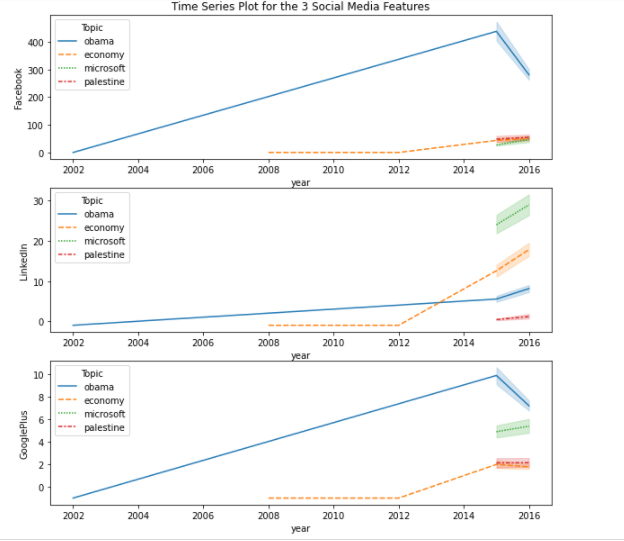 Time Series Plot for the 3 Social Media Features
Topic
obama
economy
microsoft
palestine
Facebook
400
300
200
100
0
2002 2004 2006 2008 2010 2012 2014 2016
year
Topic
obama
economy
microsoft
palestine
LinkedIn
30
20
10
0
2002 2004 2006 2008 2010 2012 2014 2016
year
Topic
obama
economy
microsoft
palestine
GooglePlus
10
8
6
4
2
0
2002 2004 2006 2008 2010 2012 2014 2016
year